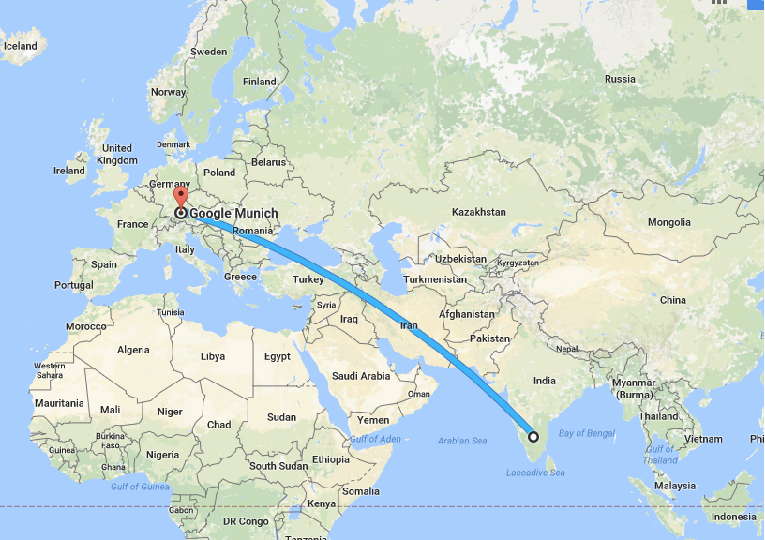 Iceland
Sweden
Finland
Norway
Russia
United
Kingdom
Denmark
Ireland
Belarus
Poland
Germany
Google Munich
Kazakhstan
Mongolia
France
Romania
Italy
Uzbekistan
Kyrgyzstan
Spain
Greece
Turkey
Turkmenistan
Portugal
China
Tunisia
Syria
Afghanistan
Morocco
Iraq
Iran
Pakistan
Algeria
Libya
Egypt
Nepal
Western
Sahara
Saudi Arabia
India
Myanmar
(Burma)
Oman
Mauritania
Mali
Niger
Sudan
Yemen
Thailand
Chad
Burkina
Faso
Gulf of Aden
Arabian Sea
Bay of Bengal
Vietnam
Phi
Guinea
Nigeria
Ethiopia
Gulf of
Thailand
Ghana
South Sudan
Laccadive Sea
Gulf of Guinea
Somalia
Malaysia
Kenya
Gabon
Indonesia
DR Congo
Tanzania